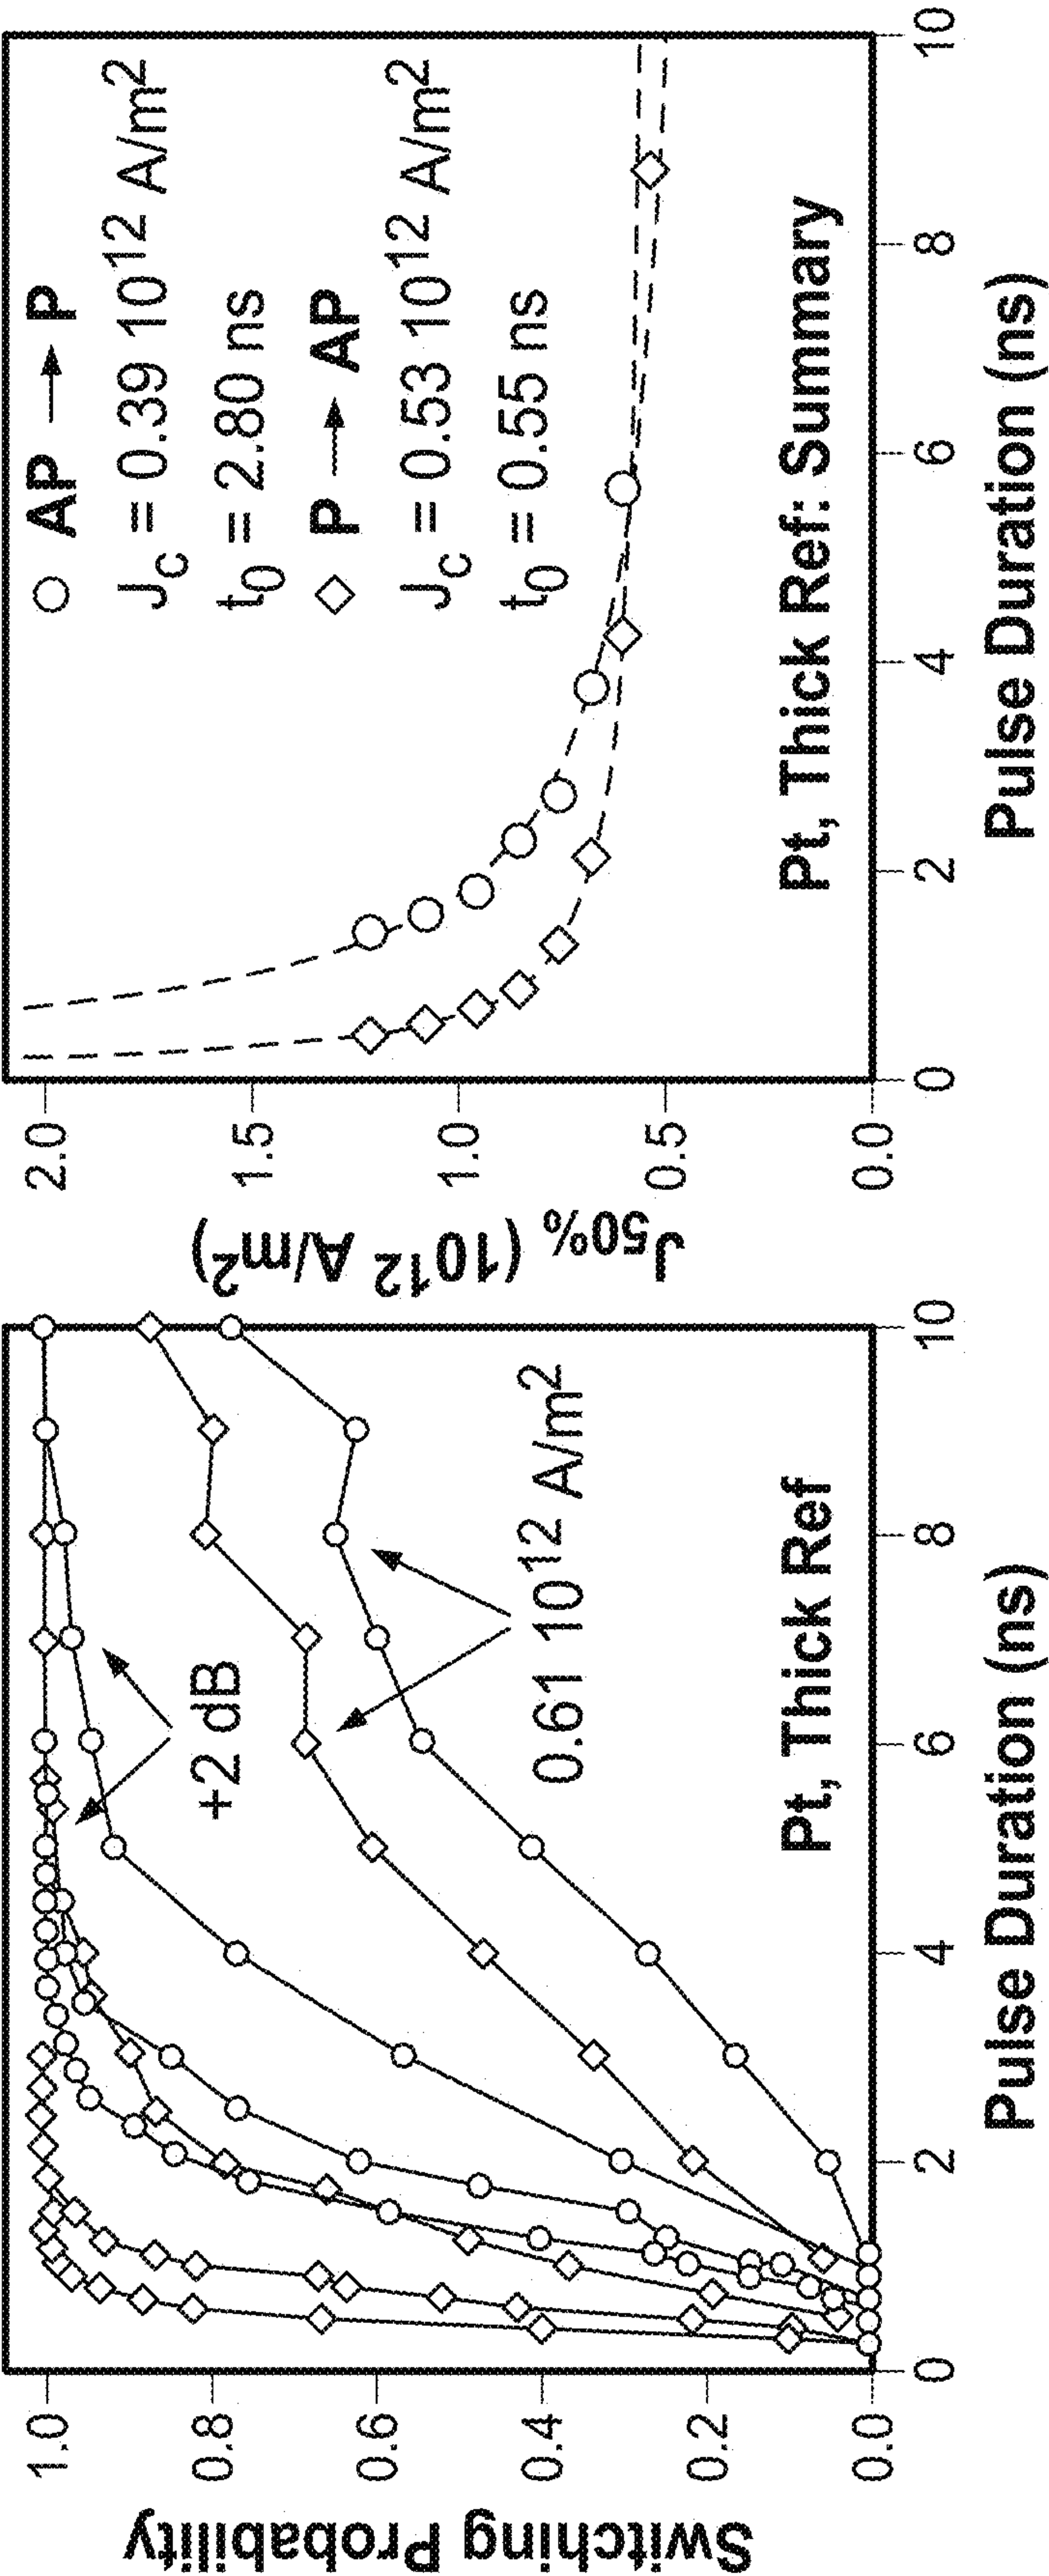 Switching Probability
1.0
0.8
0.6
0.4
0.2
0.0
+2 dB
0.61 10¹² A/m²
Pt, Thick Ref
0 2 4 6 8 10
Pulse Duration (ns)
J50% (10¹² A/m²)
2.0
1.5
1.0
0.5
0.0
AP → P
Jc = 0.39 10¹² A/m²
t0 = 2.80 ns
P → AP
Jc = 0.53 10¹² A/m²
t0 = 0.55 ns
Pt, Thick Ref: Summary
0 2 4 6 8 10
Pulse Duration (ns)